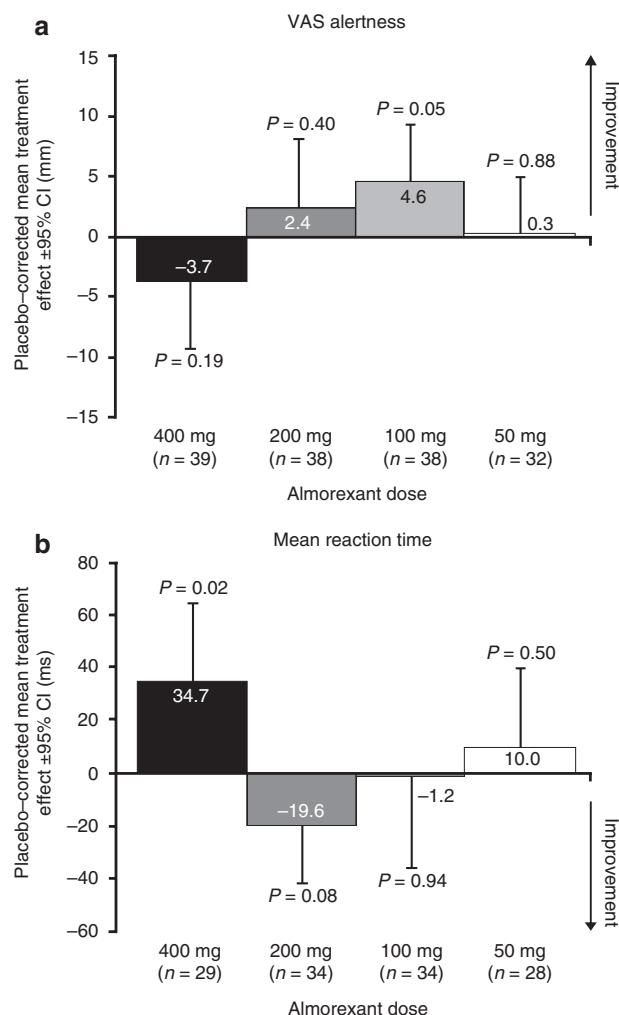 a
VAS alertness
Placebo–corrected mean treatment
effect ±95% CI (mm)
15
10
5
0
–5
–10
–15
P = 0.19
P = 0.40
P = 0.05
P = 0.88
–3.7
2.4
4.6
0.3
Improvement
400 mg
(n = 39)
200 mg
(n = 38)
100 mg
(n = 38)
50 mg
(n = 32)
Almorexant dose
b
Mean reaction time
Placebo–corrected mean treatment
effect ±95% CI (ms)
80
60
40
20
0
–20
–40
–60
P = 0.02
P = 0.08
P = 0.94
P = 0.50
34.7
–19.6
–1.2
10.0
Improvement
400 mg
(n = 29)
200 mg
(n = 34)
100 mg
(n = 34)
50 mg
(n = 28)
Almorexant dose